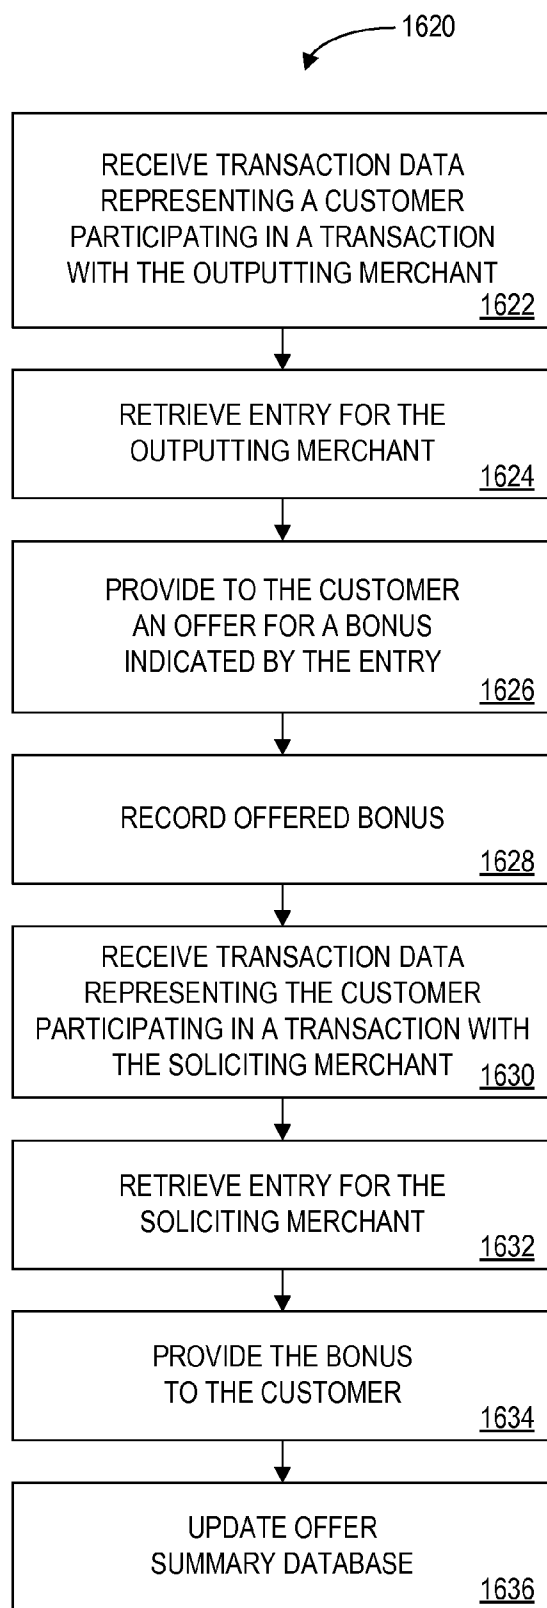 1620
RECEIVE TRANSACTION DATA
REPRESENTING A CUSTOMER
PARTICIPATING IN A TRANSACTION
WITH THE OUTPUTTING MERCHANT
1622
RETRIEVE ENTRY FOR THE
OUTPUTTING MERCHANT
1624
PROVIDE TO THE CUSTOMER
AN OFFER FOR A BONUS
INDICATED BY THE ENTRY
1626
RECORD OFFERED BONUS
1628
RECEIVE TRANSACTION DATA
REPRESENTING THE CUSTOMER
PARTICIPATING IN A TRANSACTION WITH
THE SOLICITING MERCHANT
1630
RETRIEVE ENTRY FOR THE
SOLICITING MERCHANT
1632
PROVIDE THE BONUS
TO THE CUSTOMER
1634
UPDATE OFFER
SUMMARY DATABASE
1636